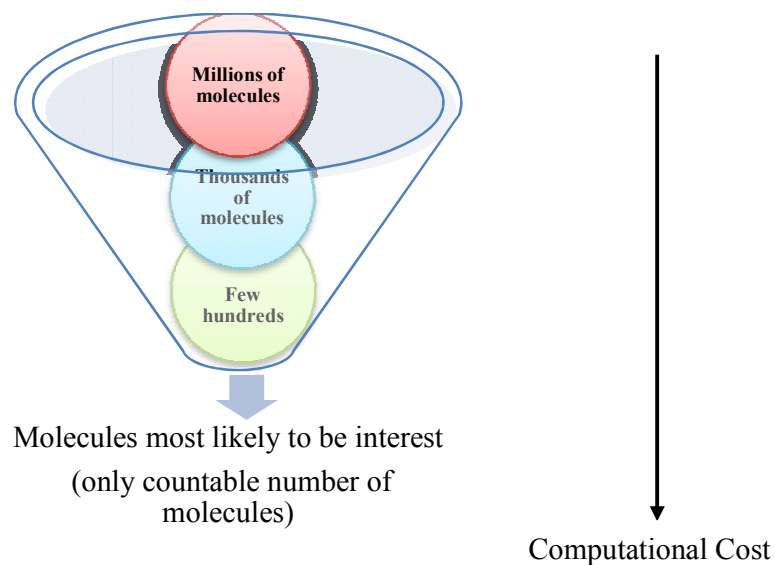 Millions of
molecules
Thousands
of
molecules
Few
hundreds
Molecules most likely to be interest
(only countable number of
molecules)
Computational Cost